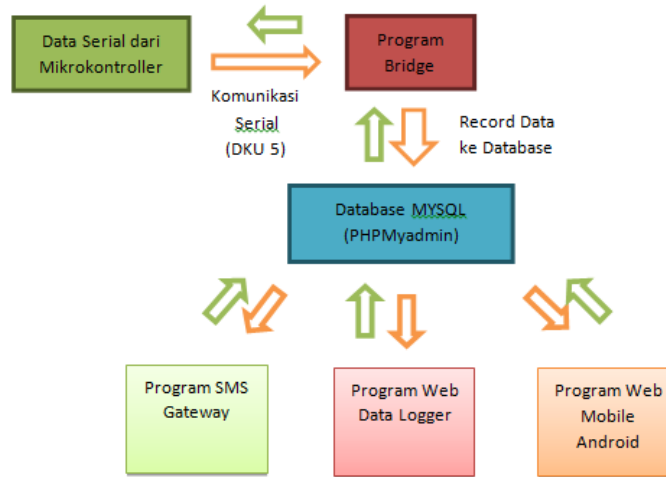 Data Serial dari
Mikrokontroller
Program
Bridge
Komunikasi
Serial
(DKU 5)
Record Data
ke Database
Database MYSQL
(PHPMyadmin)
Program SMS
Gateway
Program Web
Data Logger
Program Web
Mobile
Android